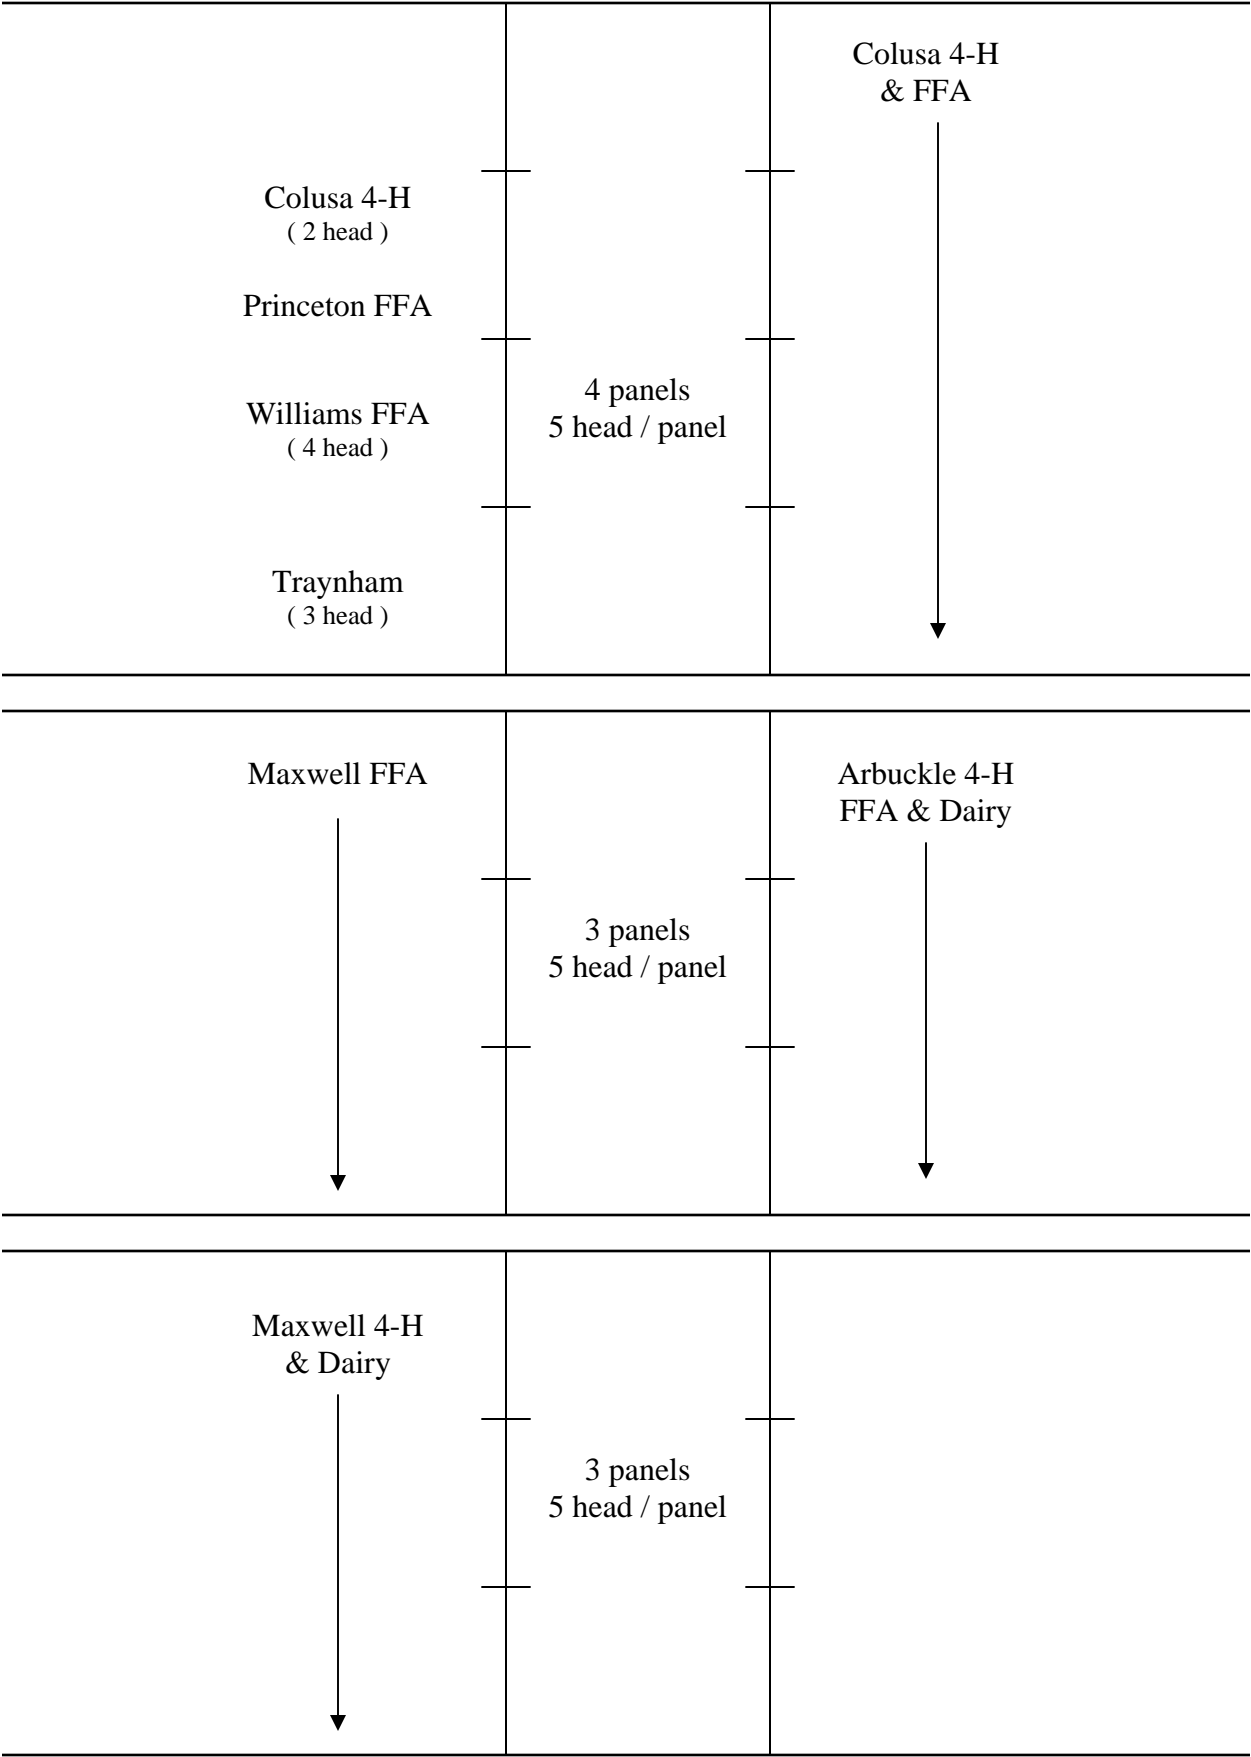 Colusa 4-H
& FFA
Colusa 4-H
( 2 head )
Princeton FFA
Williams FFA
( 4 head )
4 panels
5 head / panel
Traynham
( 3 head )
Maxwell FFA
Arbuckle 4-H
FFA & Dairy
3 panels
5 head / panel
Maxwell 4-H
& Dairy
3 panels
5 head / panel